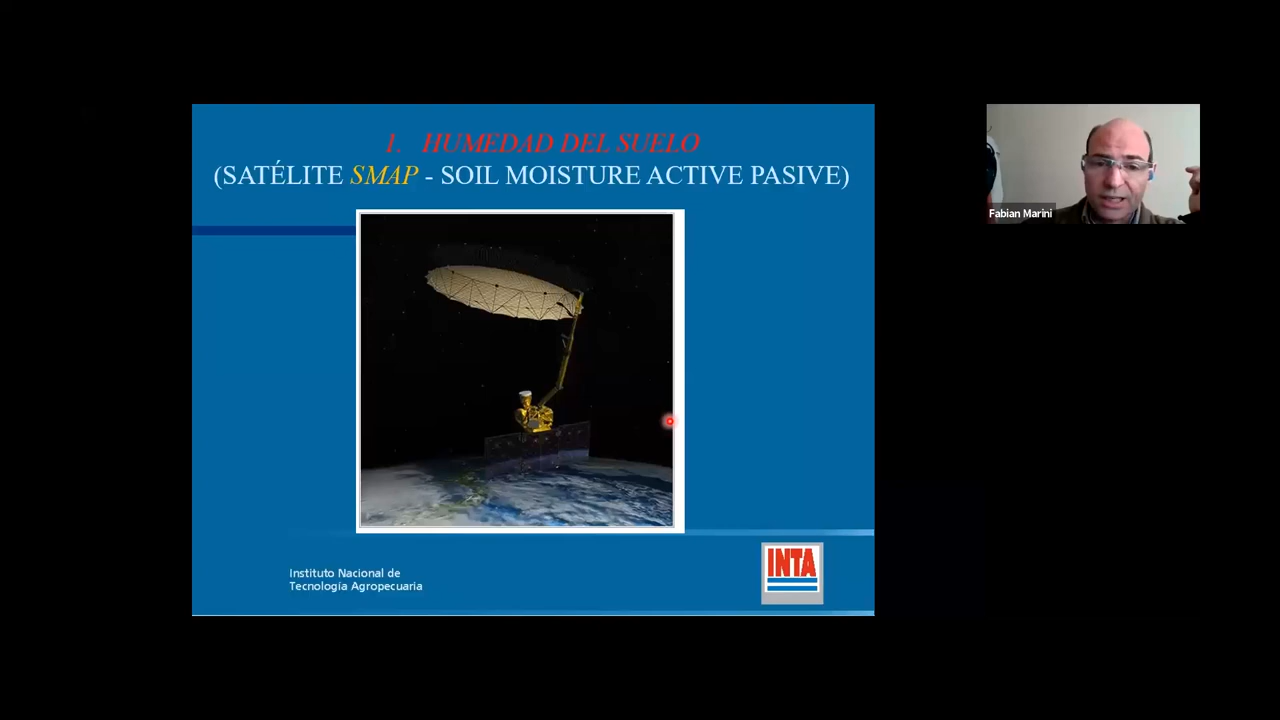 1. HUMEDAD DEL SUELO
(SATÉLITE SMAP - SOIL MOISTURE ACTIVE PASIVE)
Fabian Marini
Instituto Nacional de
Tecnología Agropecuaria
INTA